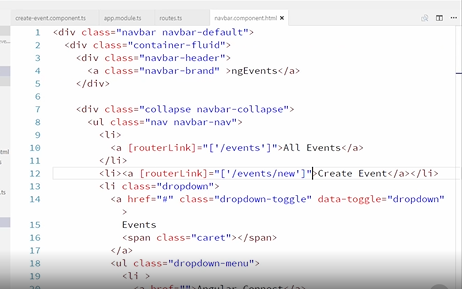 create-event.component.ts app.module.ts routes.ts navbar.component.html ×
1 <div class="navbar navbar-default">
2 <div class="container-fluid">
3 <div class="navbar-header">
4 <a class="navbar-brand" >ngEvents</a>
5 </div>
6
7 <div class="collapse navbar-collapse">
8 <ul class="nav navbar-nav">
9 <li>
10 <a [routerLink]="['/events']">All Events</a>
11 </li>
12 <li><a [routerLink]="['/events/new']">Create Event</a></li>
13 <li class="dropdown">
14 <a href="#" class="dropdown-toggle" data-toggle="dropdown"
>
15 Events
16 <span class="caret"></span>
17 </a>
18 <ul class="dropdown-menu">
19 <li >
20 <a href="">Angular Connect</a>
html
.ts